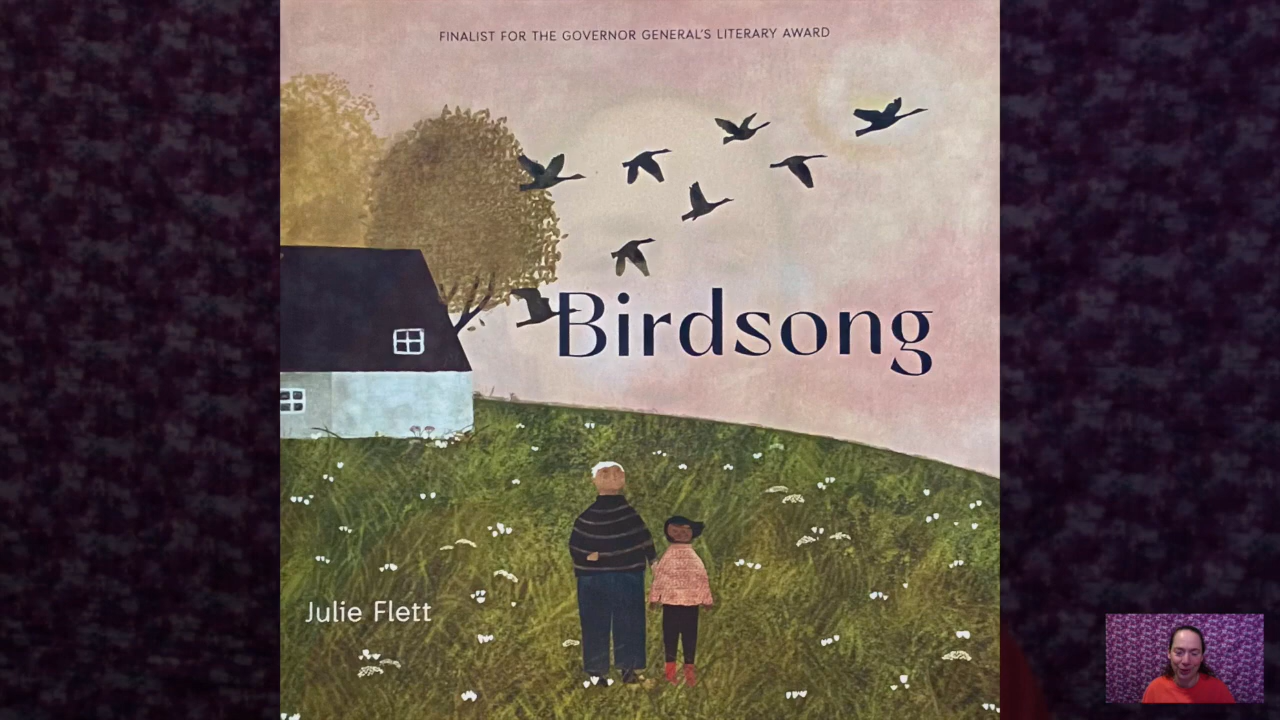 FINALIST FOR THE GOVERNOR GENERAL'S LITERARY AWARD
Birdsong
Julie Flett